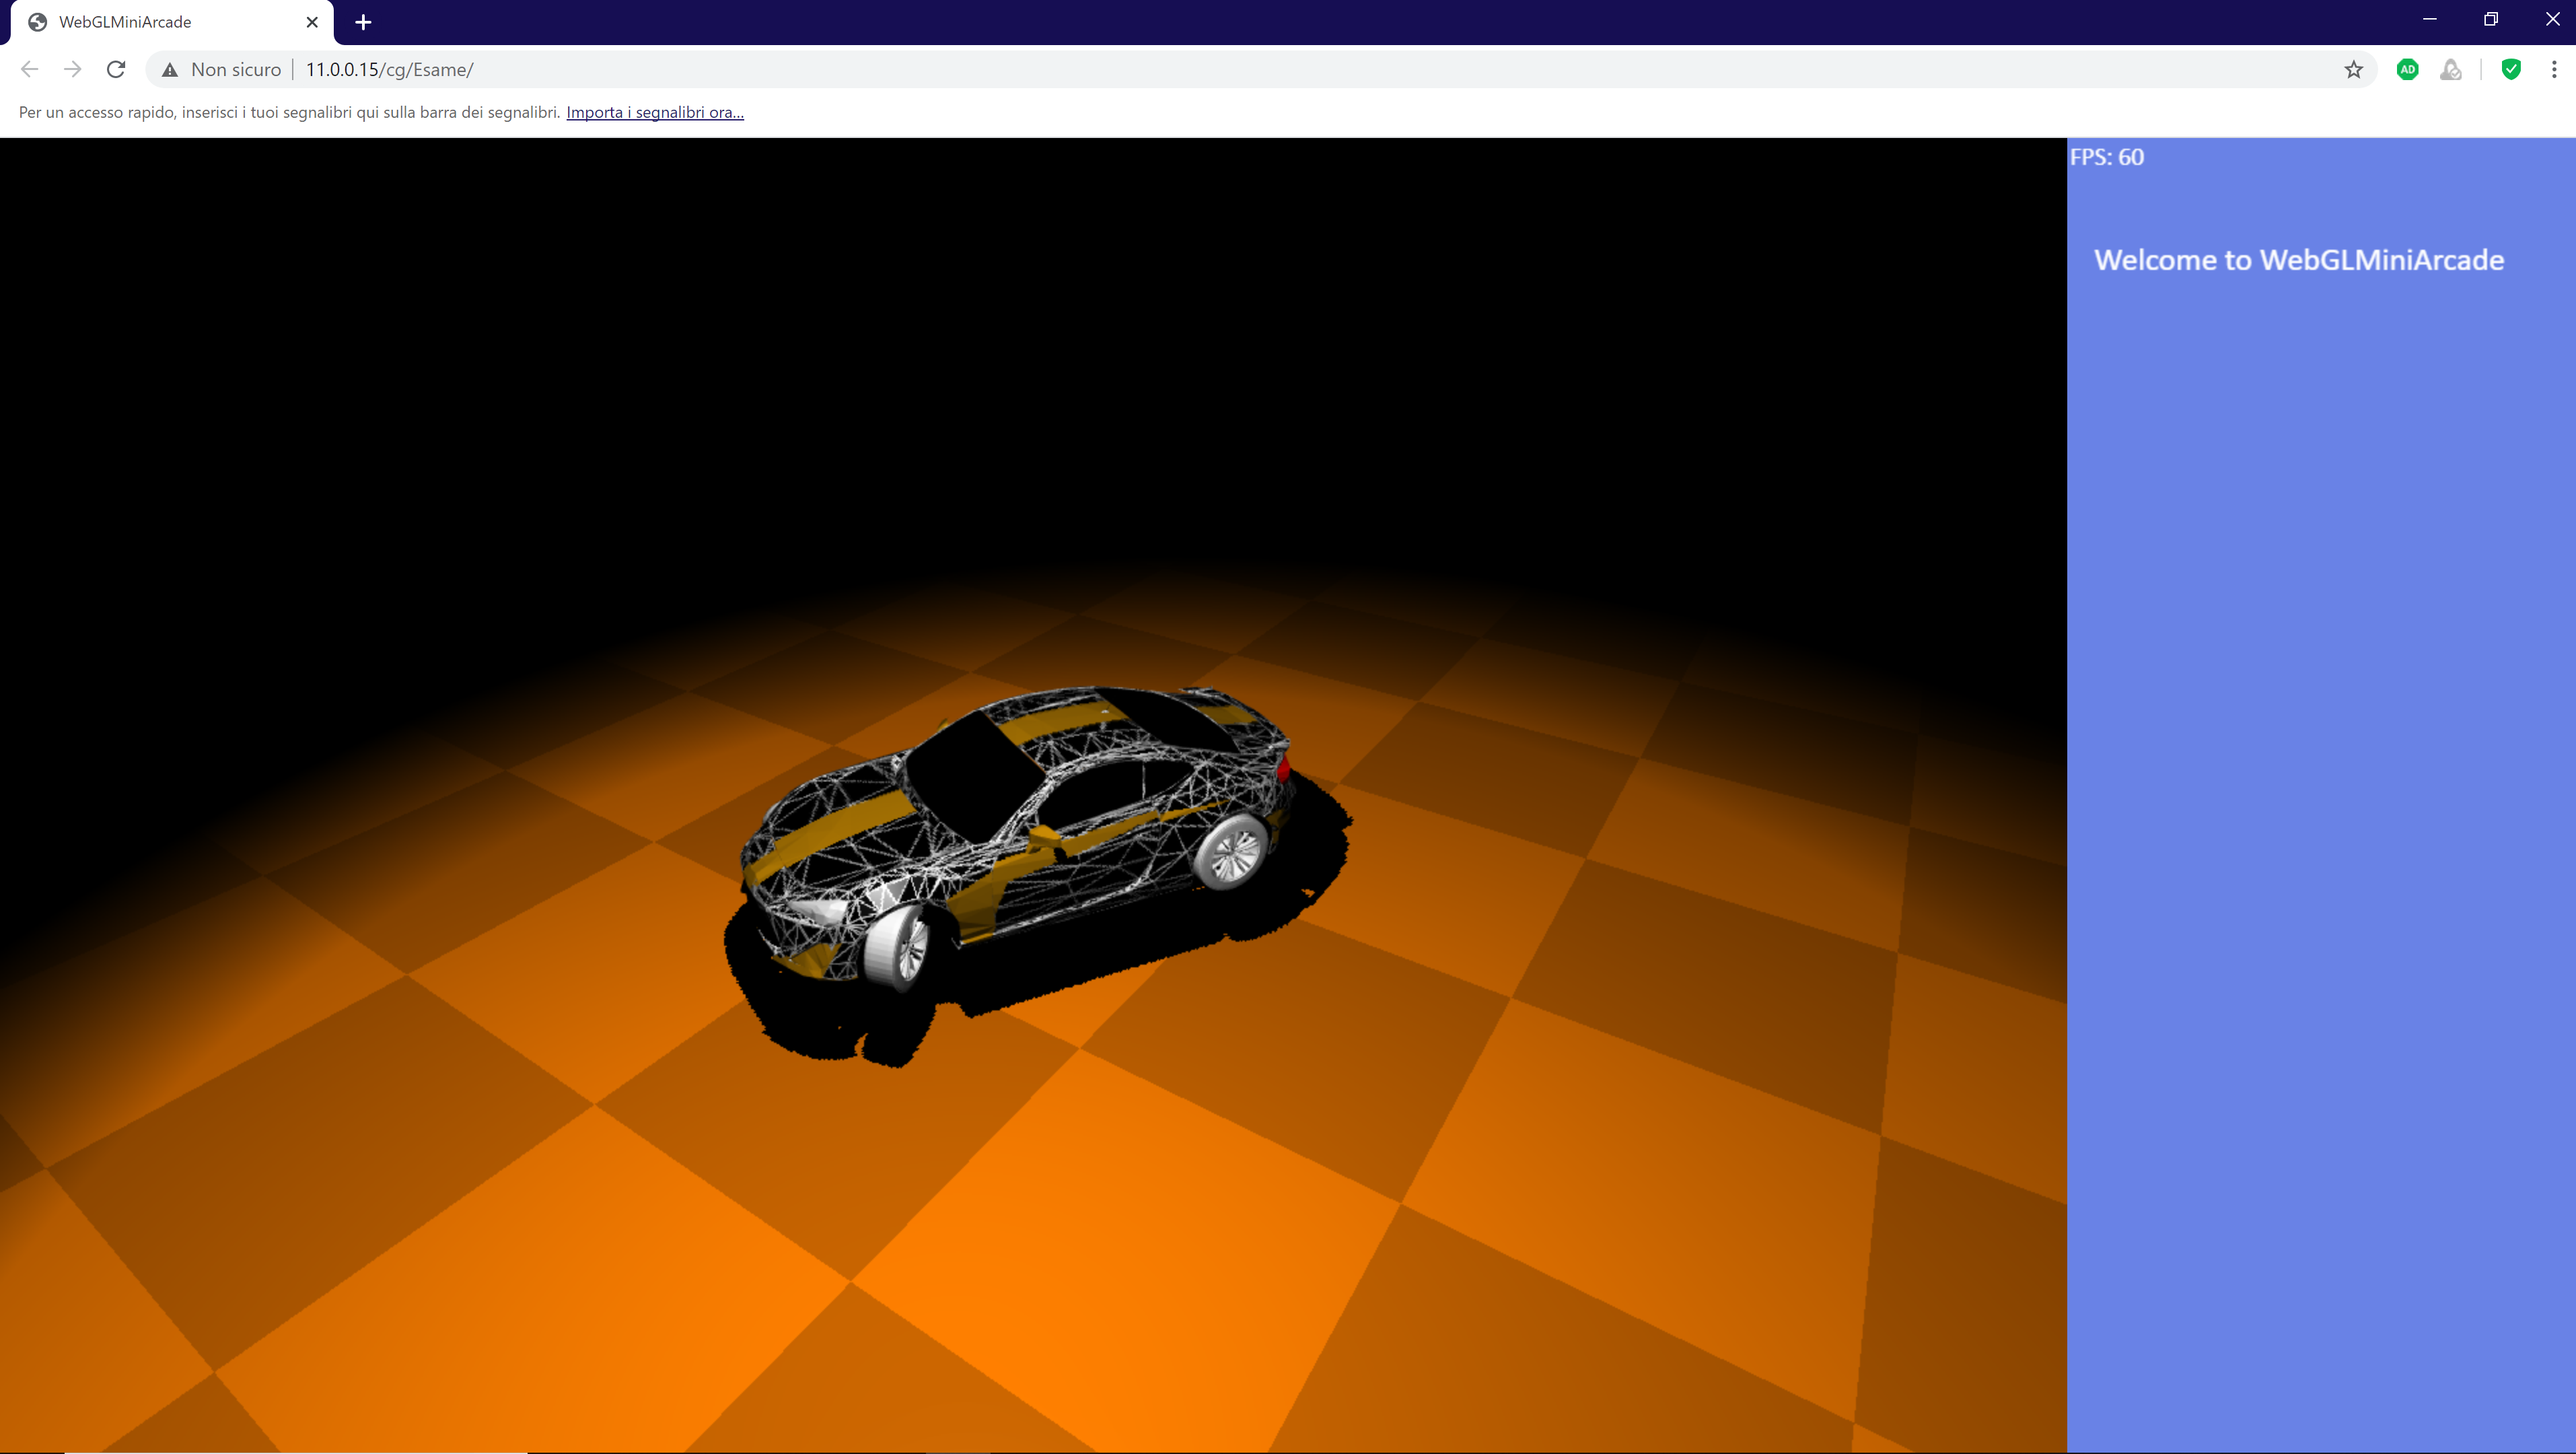 WebGLMiniArcade
Non sicuro 11.0.0.15/cg/Esame/
AD
Per un accesso rapido, inserisci i tuoi segnalibri qui sulla barra dei segnalibri. Importa i segnalibri ora...
FPS: 60
Welcome to WebGLMiniArcade